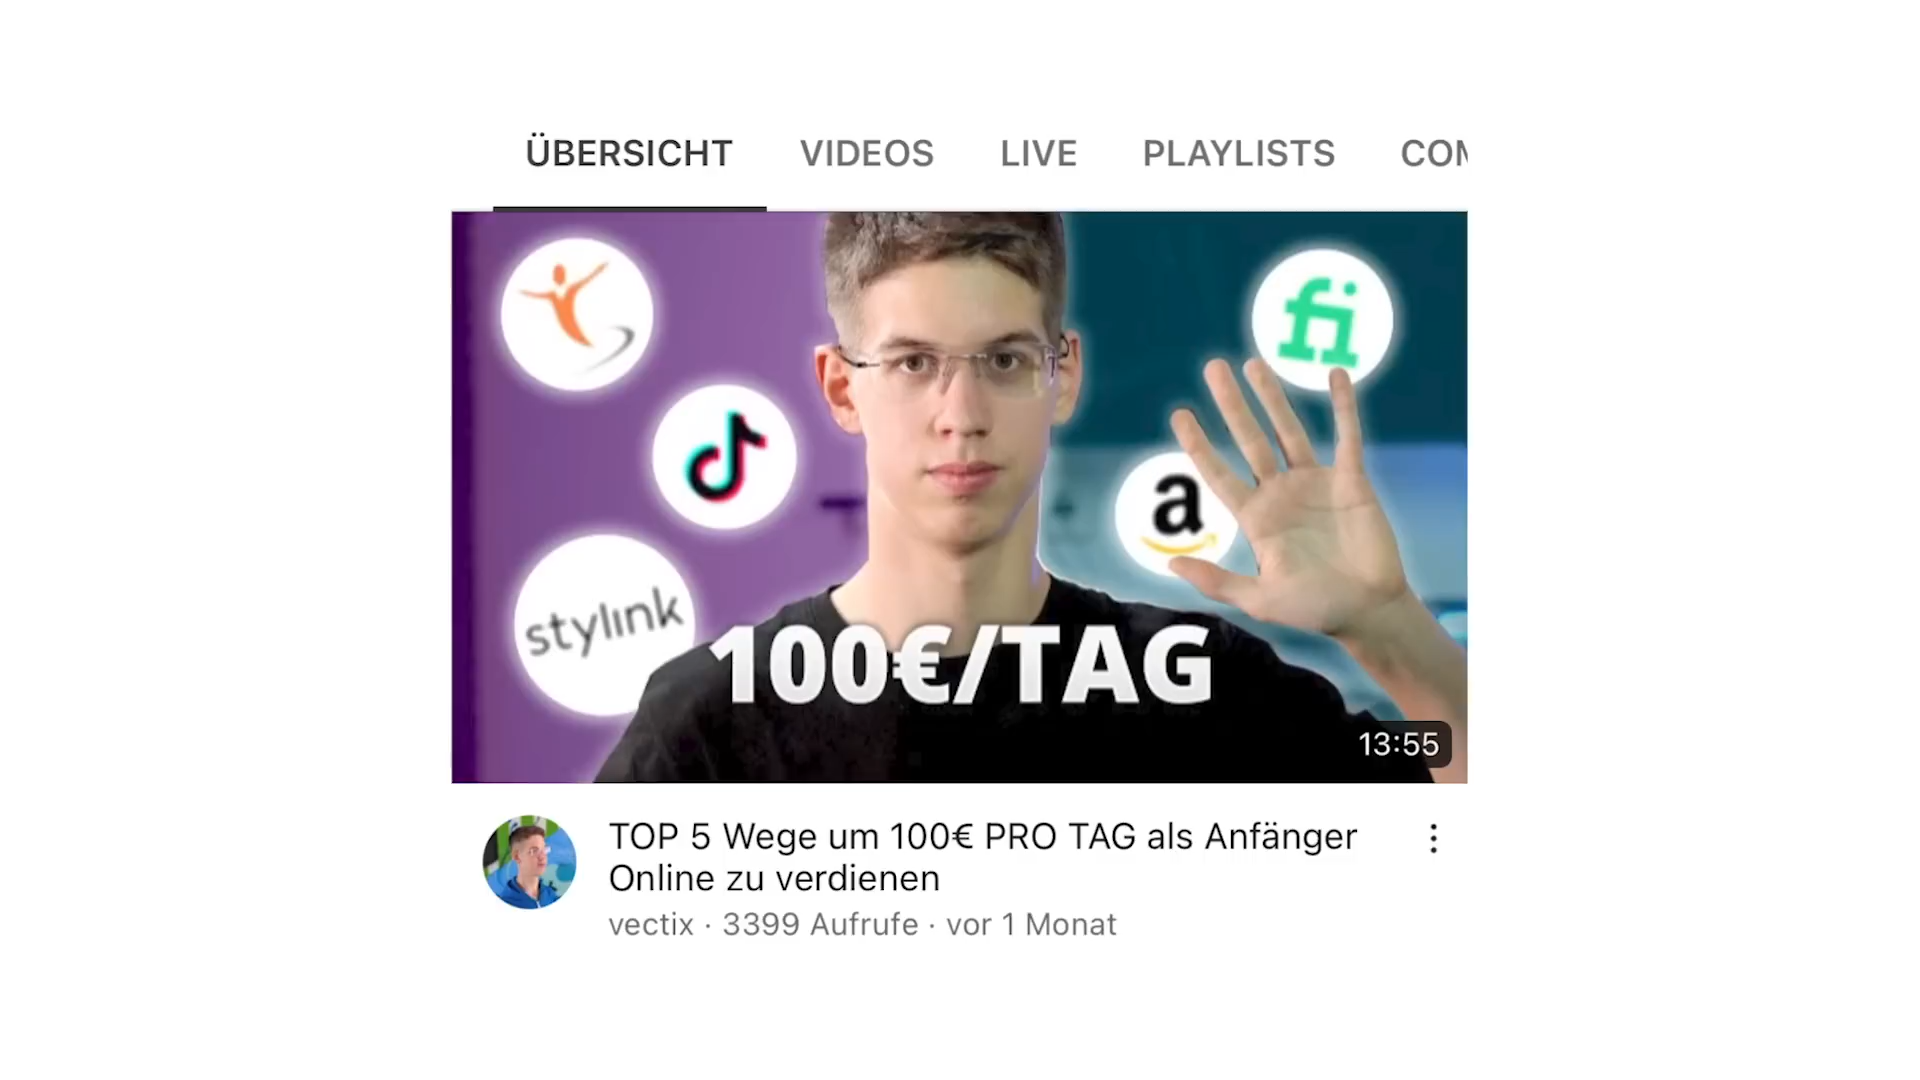 ÜBERSICHT VIDEOS LIVE PLAYLISTS COM
fi
a
stylink
100€/TAG
13:55
TOP 5 Wege um 100€ PRO TAG als Anfänger
Online zu verdienen
vectix · 3399 Aufrufe · vor 1 Monat